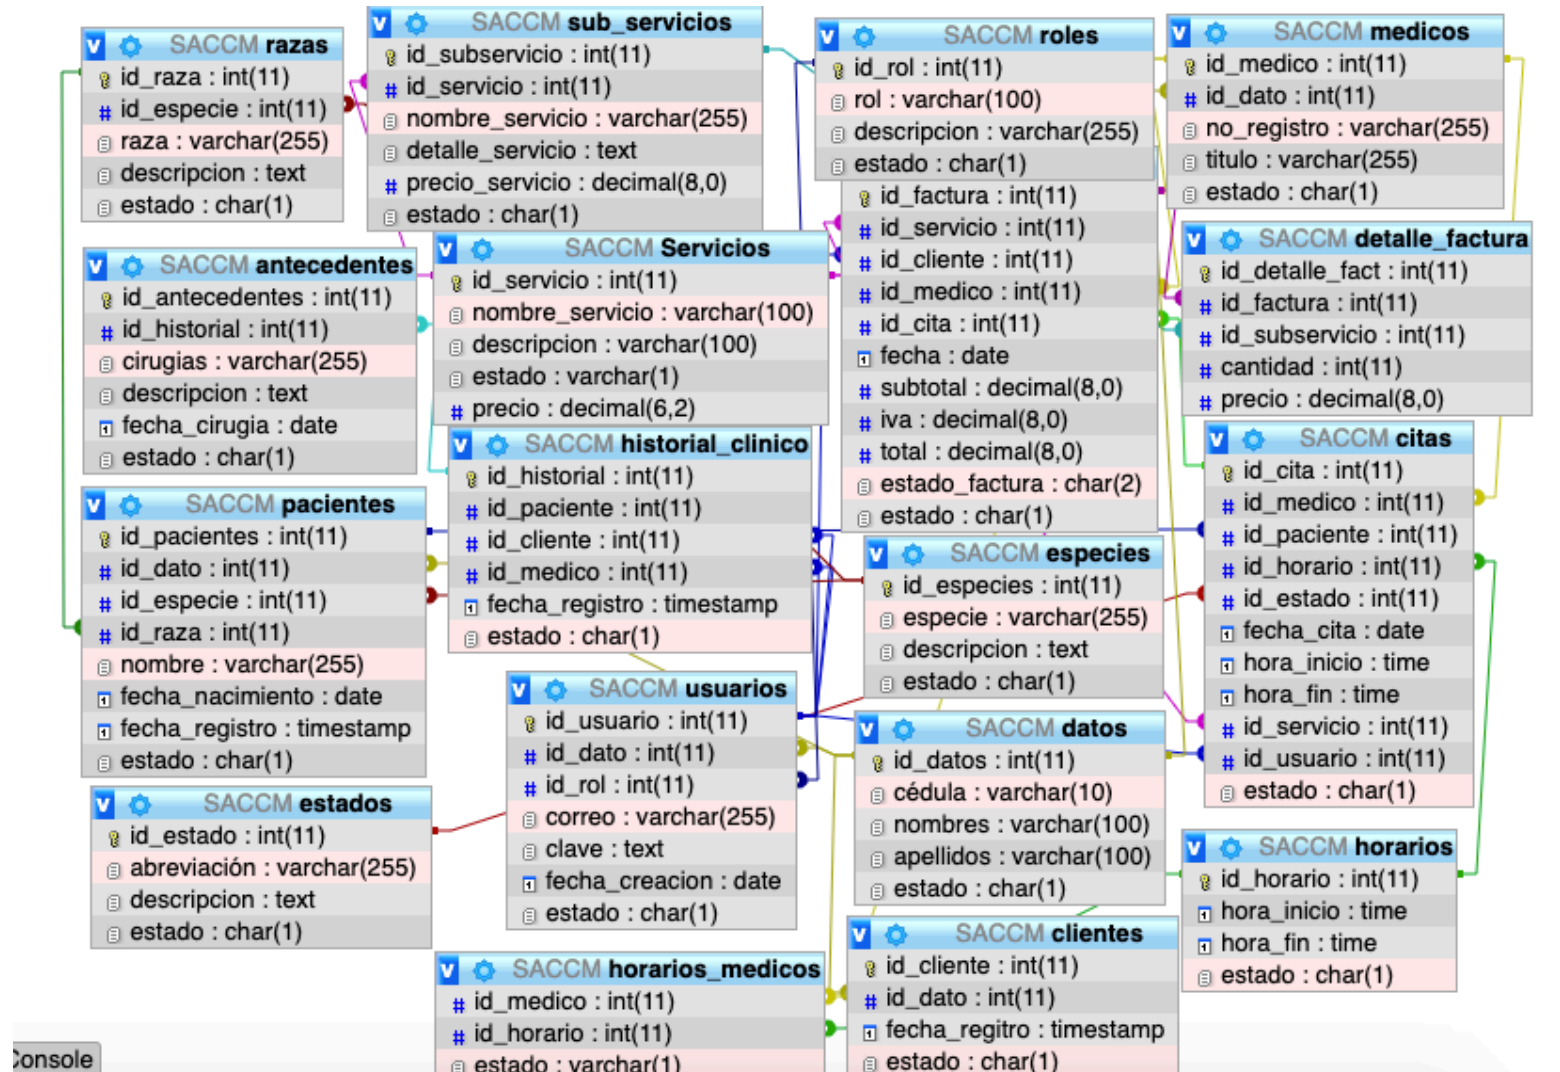 SACCM razas
id_raza : int(11)
id_especie : int(11)
raza : varchar(255)
descripcion : text
estado : char(1)
SACCM sub_servicios
id_subservicio : int(11)
id_servicio : int(11)
nombre_servicio : varchar(255)
detalle_servicio : text
precio_servicio : decimal(8,0)
estado : char(1)
SACCM roles
id_rol : int(11)
rol : varchar(100)
descripcion : varchar(255)
estado : char(1)
SACCM medicos
id_medico : int(11)
id_dato : int(11)
no_registro : varchar(255)
titulo : varchar(255)
estado : char(1)
SACCM antecedentes
id_antecedentes : int(11)
id_historial : int(11)
cirugias : varchar(255)
descripcion : text
fecha_cirugia : date
estado : char(1)
SACCM Servicios
id_servicio : int(11)
nombre_servicio : varchar(100)
descripcion : varchar(100)
estado : varchar(1)
precio : decimal(6,2)
id_factura : int(11)
id_servicio : int(11)
id_cliente : int(11)
id_medico : int(11)
id_cita : int(11)
fecha : date
subtotal : decimal(8,0)
iva : decimal(8,0)
total : decimal(8,0)
estado_factura : char(2)
estado : char(1)
SACCM detalle_factura
id_detalle_fact : int(11)
id_factura : int(11)
id_subservicio : int(11)
cantidad : int(11)
precio : decimal(8,0)
SACCM pacientes
id_pacientes : int(11)
id_dato : int(11)
id_especie : int(11)
id_raza : int(11)
nombre : varchar(255)
fecha_nacimiento : date
fecha_registro : timestamp
estado : char(1)
SACCM historial_clinico
id_historial : int(11)
id_paciente : int(11)
id_cliente : int(11)
id_medico : int(11)
fecha_registro : timestamp
estado : char(1)
SACCM especies
id_especies : int(11)
especie : varchar(255)
descripcion : text
estado : char(1)
SACCM citas
id_cita : int(11)
id_medico : int(11)
id_paciente : int(11)
id_horario : int(11)
id_estado : int(11)
fecha_cita : date
hora_inicio : time
hora_fin : time
id_servicio : int(11)
id_usuario : int(11)
estado : char(1)
SACCM estados
id_estado : int(11)
abreviación : varchar(255)
descripcion : text
estado : char(1)
SACCM usuarios
id_usuario : int(11)
id_dato : int(11)
id_rol : int(11)
correo : varchar(255)
clave : text
fecha_creacion : date
estado : char(1)
SACCM datos
id_datos : int(11)
cédula : varchar(10)
nombres : varchar(100)
apellidos : varchar(100)
estado : char(1)
SACCM horarios
id_horario : int(11)
hora_inicio : time
hora_fin : time
estado : char(1)
SACCM horarios_medicos
id_medico : int(11)
id_horario : int(11)
estado : varchar(1)
SACCM clientes
id_cliente : int(11)
id_dato : int(11)
fecha_regitro : timestamp
estado : char(1)
Console